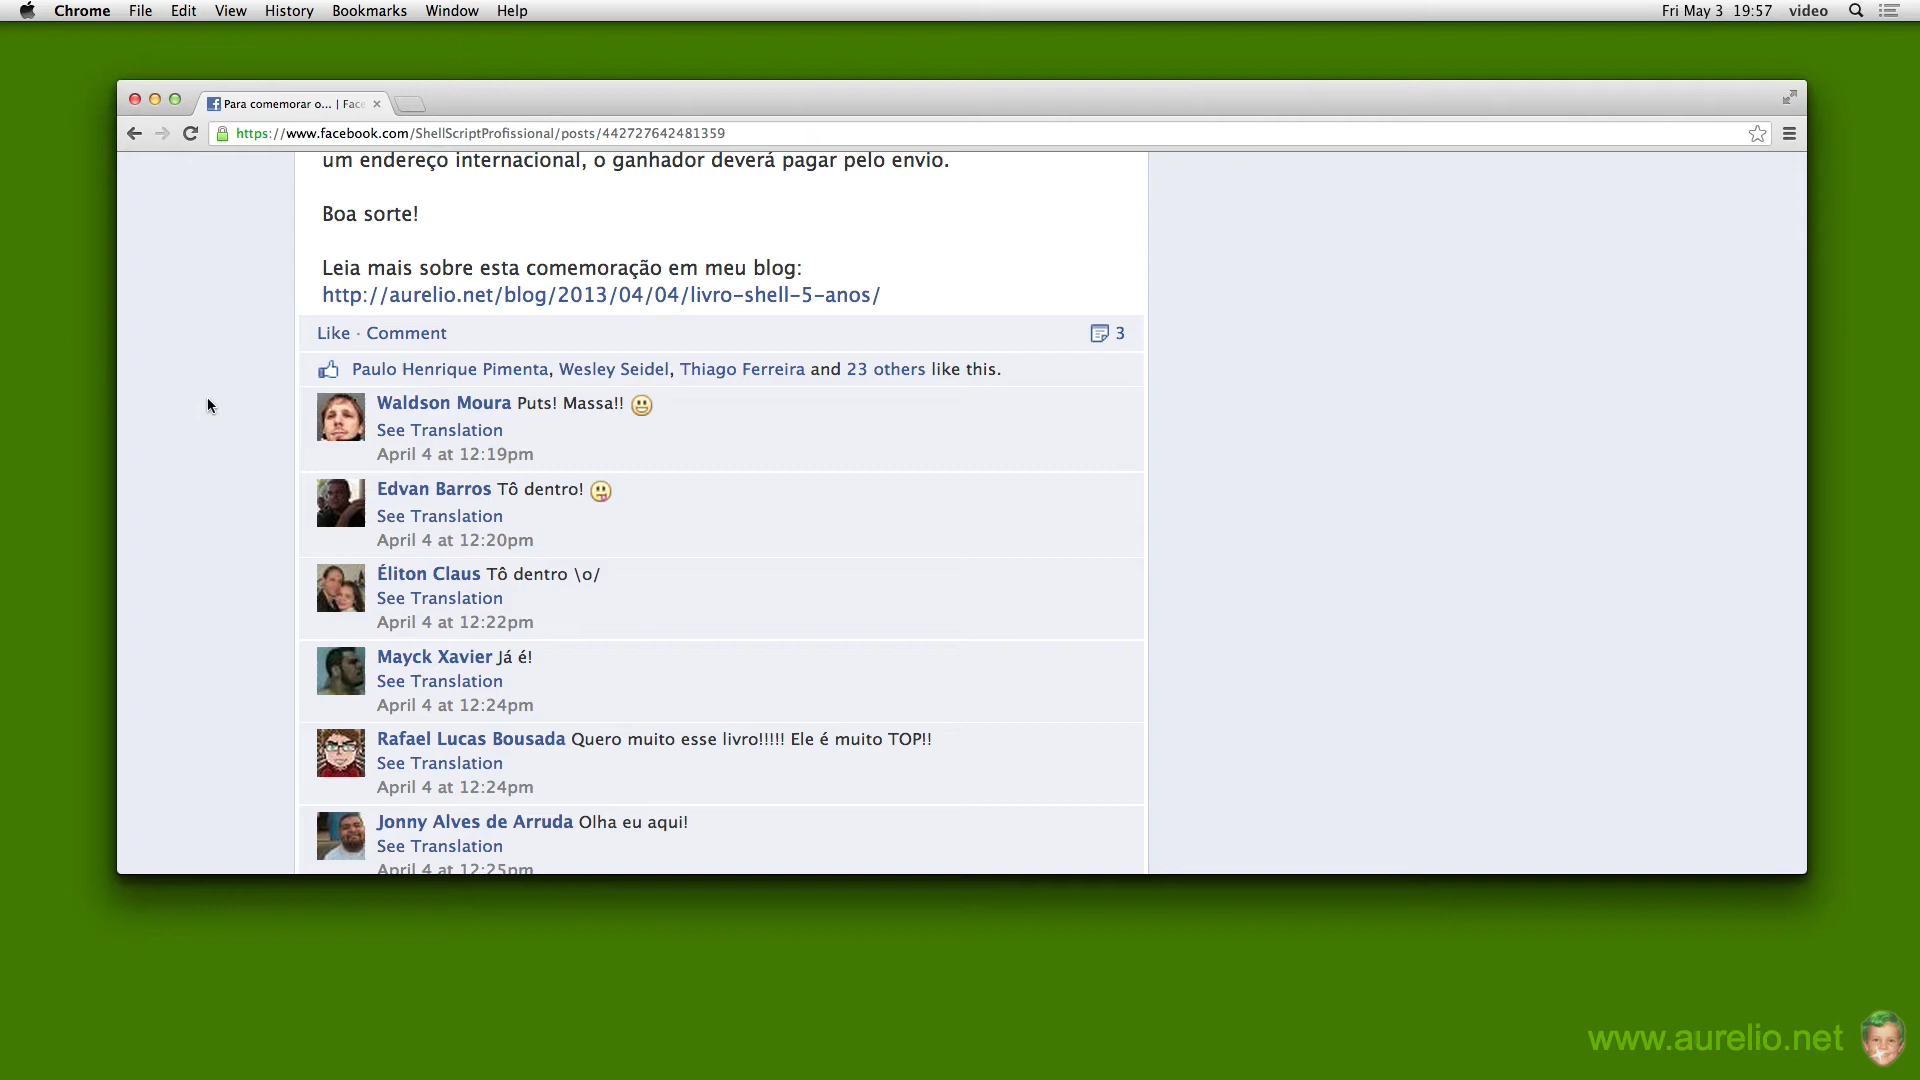 Chrome File Edit View History Bookmarks Window Help
Fri May 3 19:57 video
Para comemorar o... | Face
https://www.facebook.com/ShellScriptProfissional/posts/442727642481359
um endereço internacional, o ganhador deverá pagar pelo envio.
Boa sorte!
Leia mais sobre esta comemoração em meu blog:
http://aurelio.net/blog/2013/04/04/livro-shell-5-anos/
Like · Comment
3
Paulo Henrique Pimenta, Wesley Seidel, Thiago Ferreira and 23 others like this.
Waldson Moura Puts! Massa!!
See Translation
April 4 at 12:19pm
Edvan Barros Tô dentro!
See Translation
April 4 at 12:20pm
Éliton Claus Tô dentro \o/
See Translation
April 4 at 12:22pm
Mayck Xavier Já é!
See Translation
April 4 at 12:24pm
Rafael Lucas Bousada Quero muito esse livro!!!!! Ele é muito TOP!!
See Translation
April 4 at 12:24pm
Jonny Alves de Arruda Olha eu aqui!
See Translation
April 4 at 12:25pm
www.aurelio.net